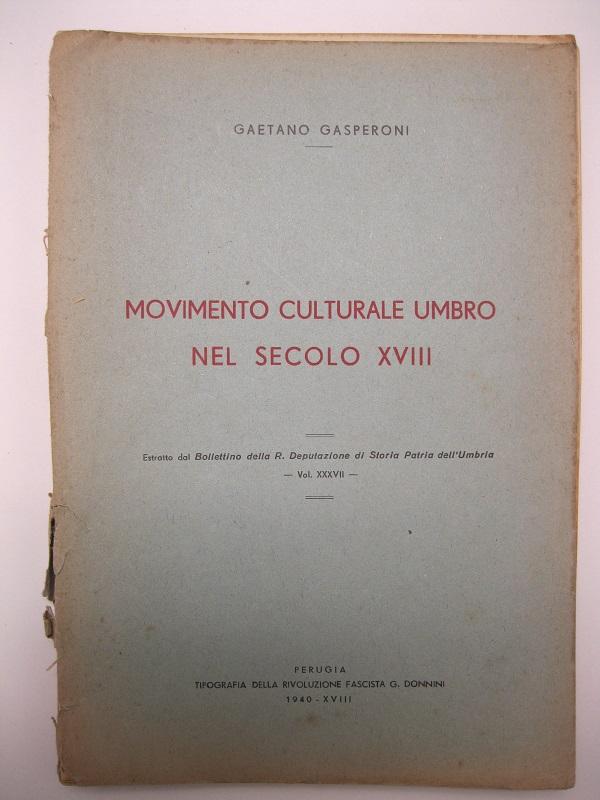 GAETANO GASPERONI
MOVIMENTO CULTURALE UMBRO
NEL SECOLO XVIII
Estratto dal Bollettino della R. Deputazione di Storia Patria dell'Umbria
— Vol. XXXVII —
PERUGIA
TIPOGRAFIA DELLA RIVOLUZIONE FASCISTA G. DONNINI
1940 - XVIII